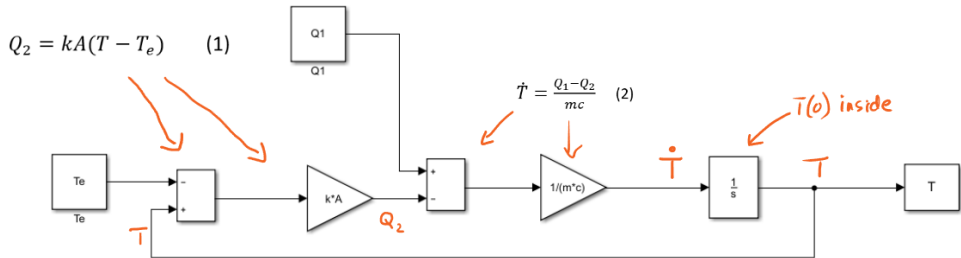 Q₂ = kA(T − Tₑ) (1)
Q1
Q1
Ṫ = (Q₁−Q₂)/mc (2)
T(0) inside
Te
Te
−
+
T
k*A
Q₂
+
−
1/(m*c)
Ṫ
1/s
T
T